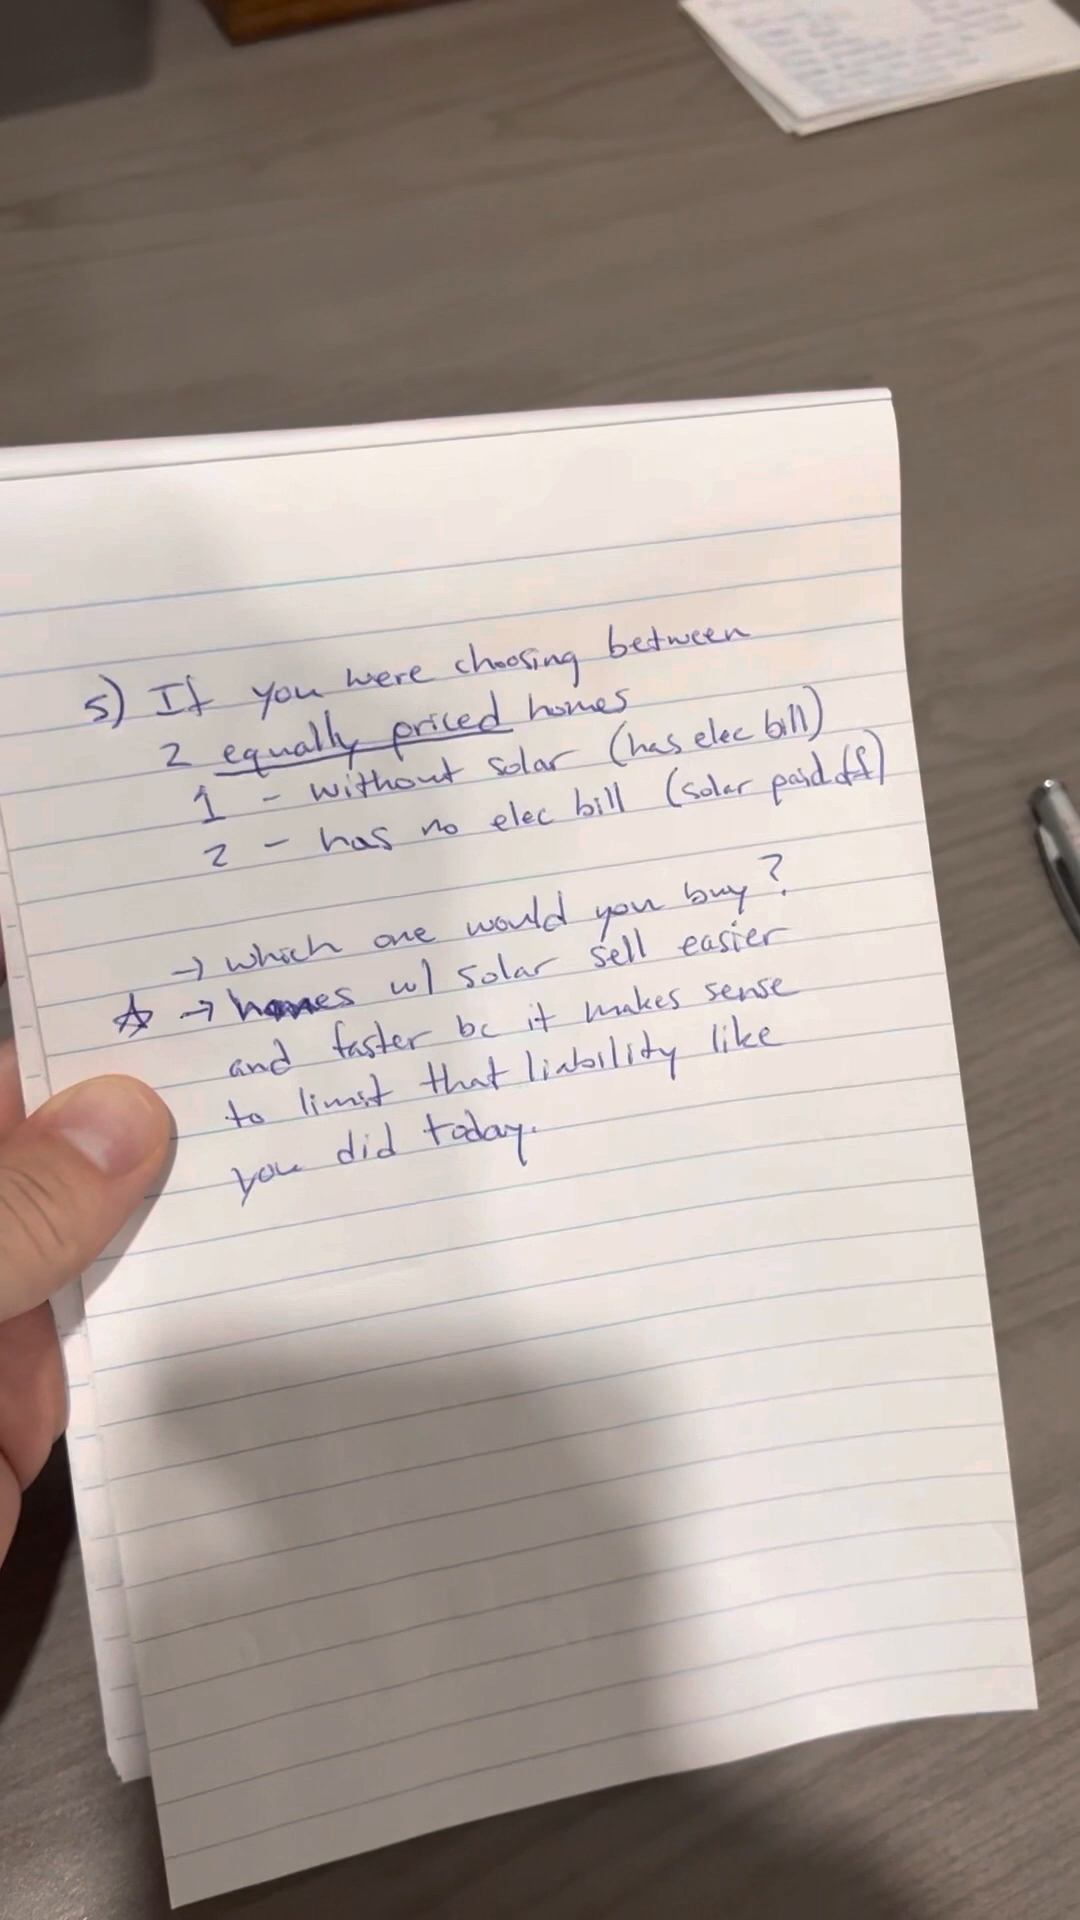 5) If you were choosing between
2 equally priced homes
1 - without solar (has elec bill)
2 - has no elec bill (solar paid off)
→ which one would you buy?
☆ → homes w/ solar sell easier
and faster bc it makes sense
to limit that liability like
you did today.